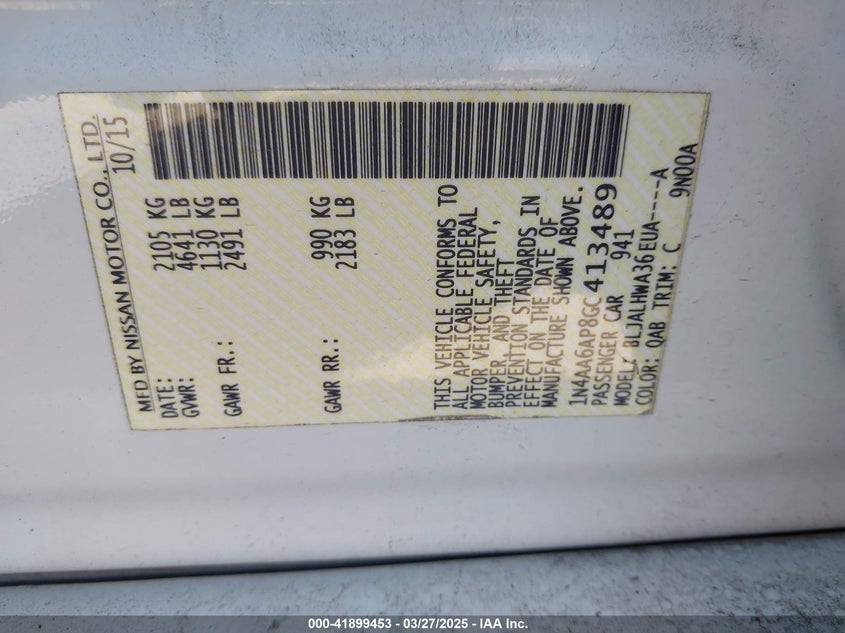 MFD BY NISSAN MOTOR CO., LTD.
DATE: 10/15
GVWR: 2105 KG
4641 LB
GAWR FR.: 1130 KG
2491 LB
GAWR RR.: 990 KG
2183 LB
THIS VEHICLE CONFORMS TO
ALL APPLICABLE FEDERAL
MOTOR VEHICLE SAFETY,
BUMPER, AND THEFT
PREVENTION STANDARDS IN
EFFECT ON THE DATE OF
MANUFACTURE SHOWN ABOVE.
1N4AA6AP8GC413489
PASSENGER CAR 941
MODEL: BLJALHWA36EUA-----A
COLOR: QAB TRIM: C 9N00A
000-41899453 - 03/27/2025 - IAA Inc.